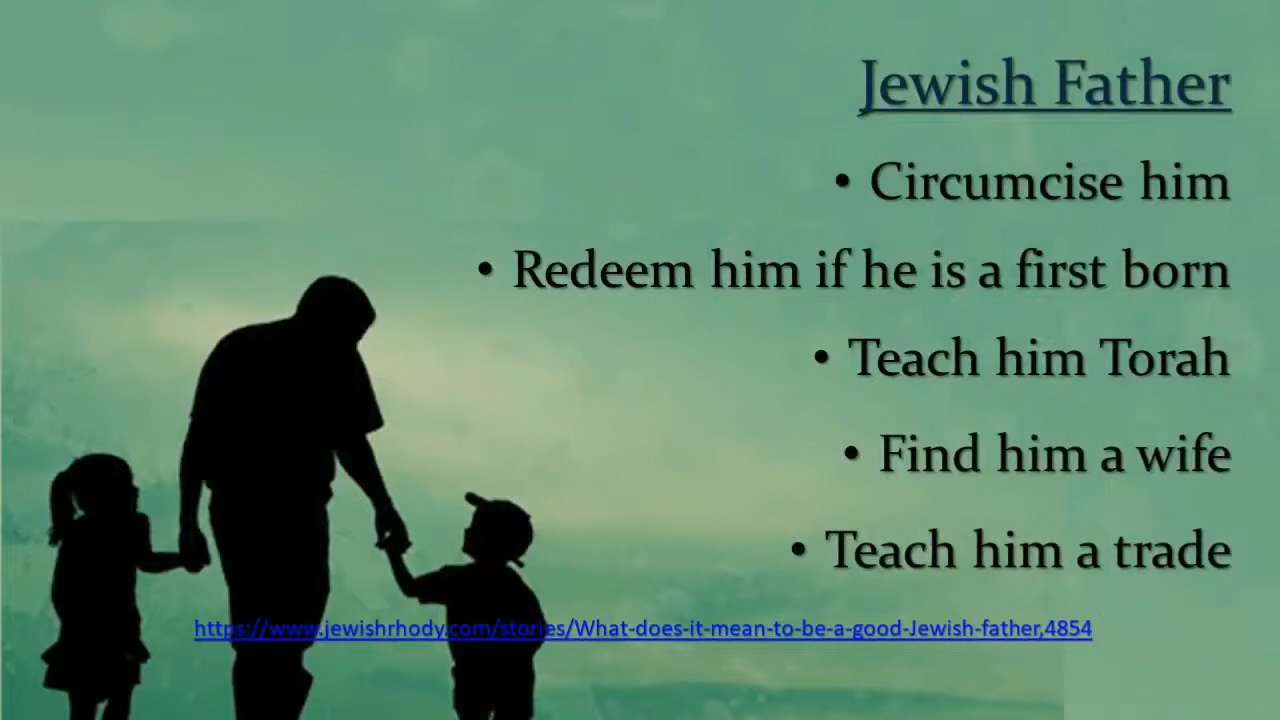 Jewish Father
• Circumcise him
• Redeem him if he is a first born
• Teach him Torah
• Find him a wife
• Teach him a trade
https://www.jewishrhody.com/stories/What-does-it-mean-to-be-a-good-Jewish-father,4854